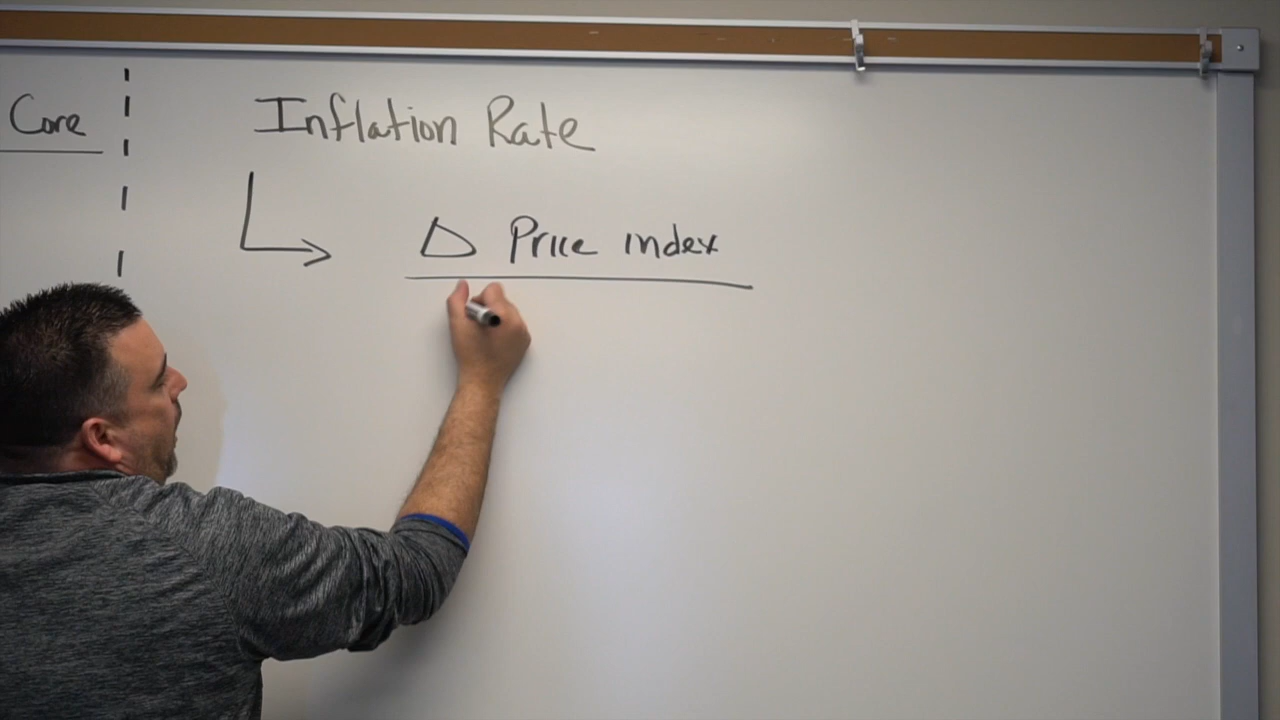 Core
Inflation Rate
Δ Price index